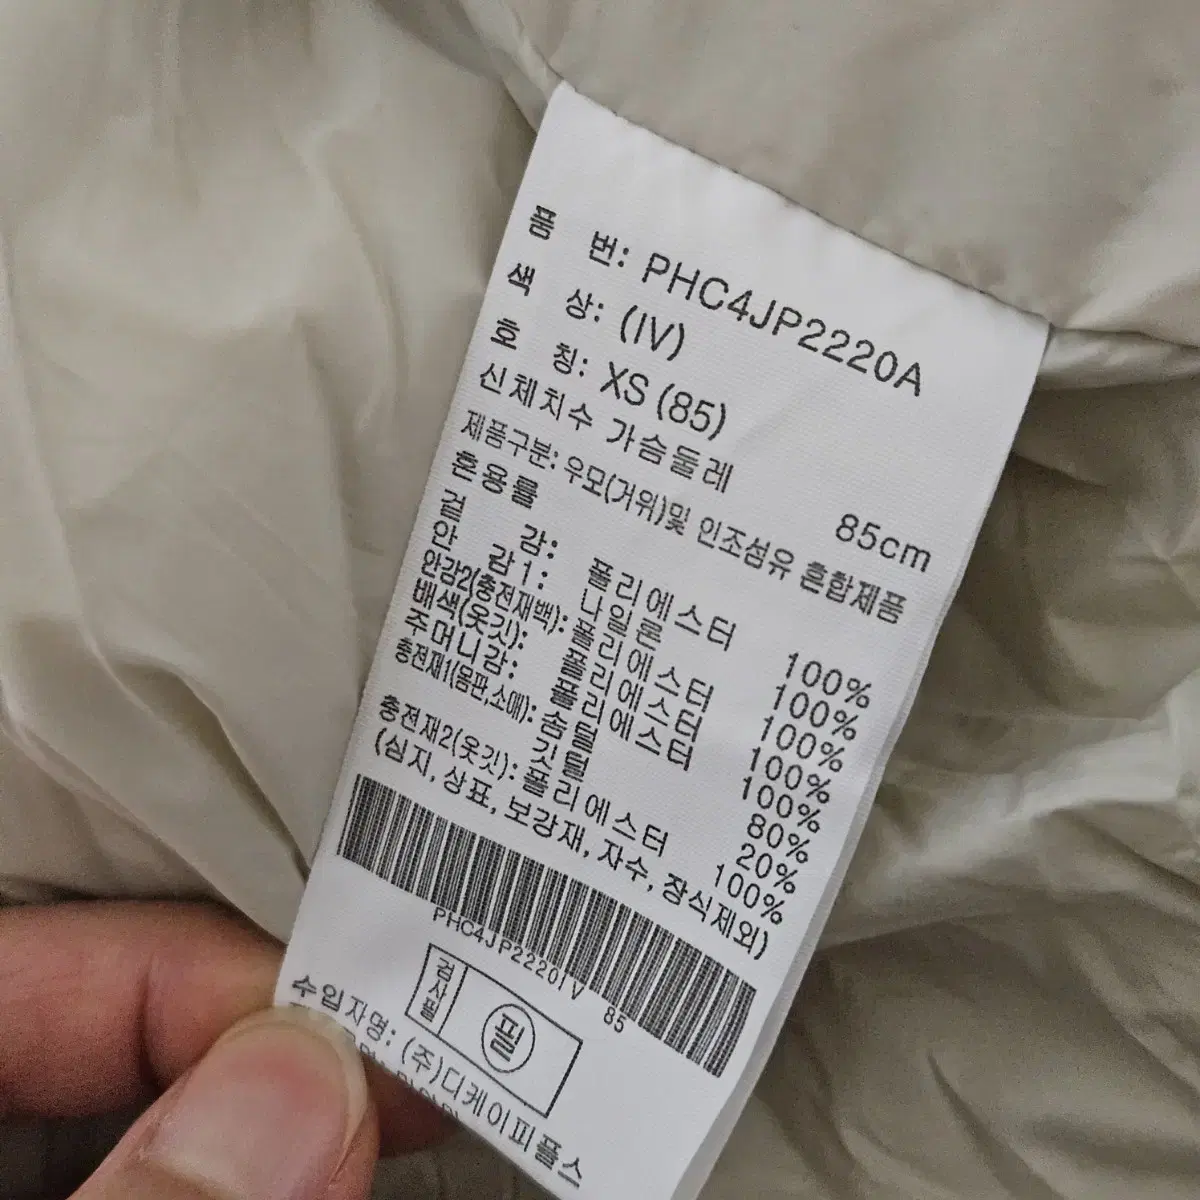 품 번: PHC4JP2220A
색 상: (IV)
호 칭: XS (85)
신체치수 가슴둘레 85cm
제품구분: 우모(거위)및 인조섬유 혼합제품
혼용률
겉 감: 폴리에스터 100%
안 감1: 나일론 100%
안감2(충전재백): 폴리에스터 100%
배색(옷깃): 폴리에스터 100%
주머니감: 폴리에스터 100%
충전재1(몸판,소매): 솜털 80%
깃털 20%
충전재2(옷깃): 폴리에스터 100%
(심지, 상표, 보강재, 자수, 장식제외)
PHC4JP2220IV 85
검사필
필
수입자명: (주)디케이피플스